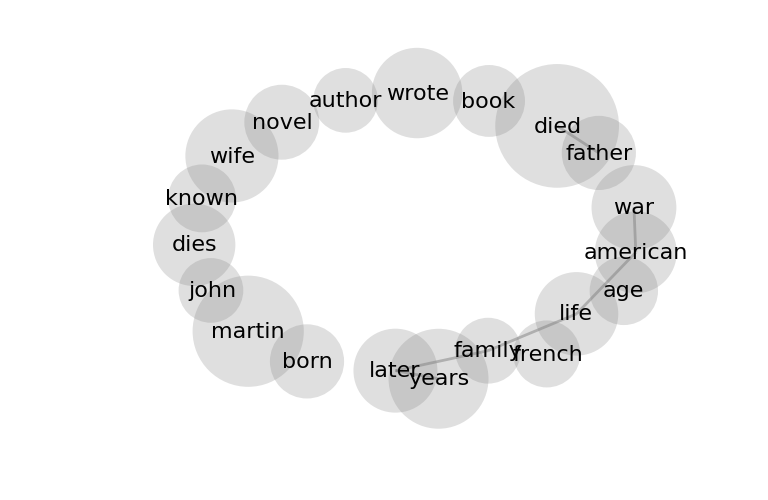 wrote
author
book
novel
died
father
wife
known
war
dies
american
john
age
life
martin
family
french
born
later
years